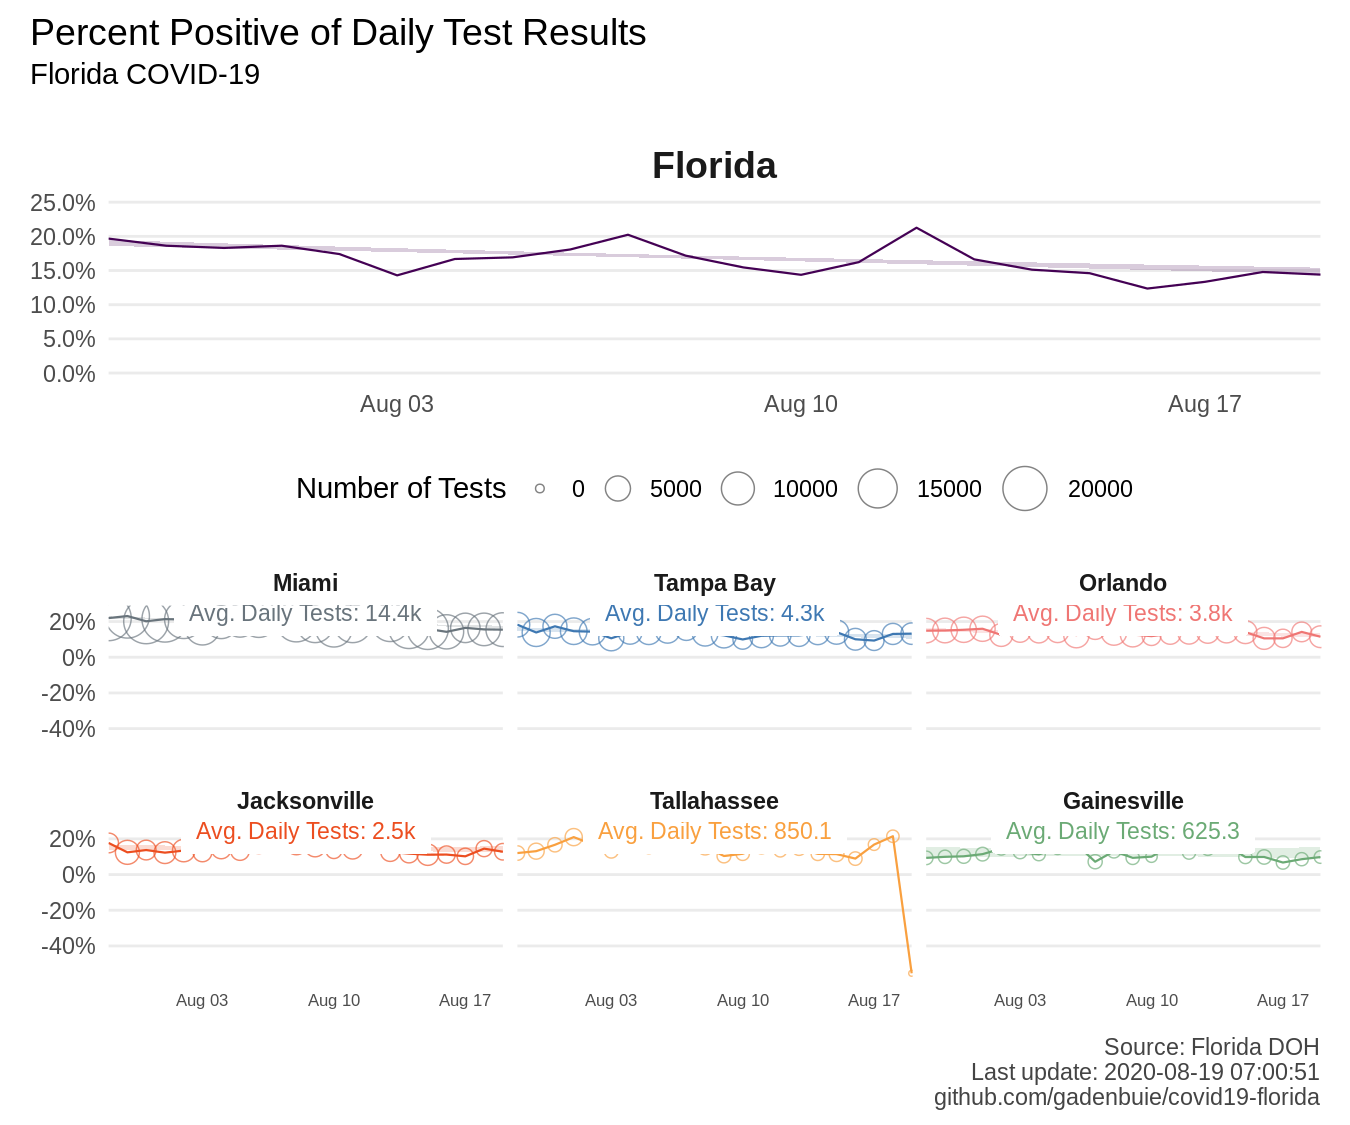 Percent Positive of Daily Test Results
Florida COVID-19
Florida
25.0%
20.0%
15.0%
10.0%
5.0%
0.0%
Aug 03 Aug 10 Aug 17
Number of Tests 0 5000 10000 15000 20000
Miami Tampa Bay Orlando
Avg. Daily Tests: 14.4k Avg. Daily Tests: 4.3k Avg. Daily Tests: 3.8k
20%
0%
-20%
-40%
Jacksonville Tallahassee Gainesville
Avg. Daily Tests: 2.5k Avg. Daily Tests: 850.1 Avg. Daily Tests: 625.3
20%
0%
-20%
-40%
Aug 03 Aug 10 Aug 17 Aug 03 Aug 10 Aug 17 Aug 03 Aug 10 Aug 17
Source: Florida DOH
Last update: 2020-08-19 07:00:51
github.com/gadenbuie/covid19-florida